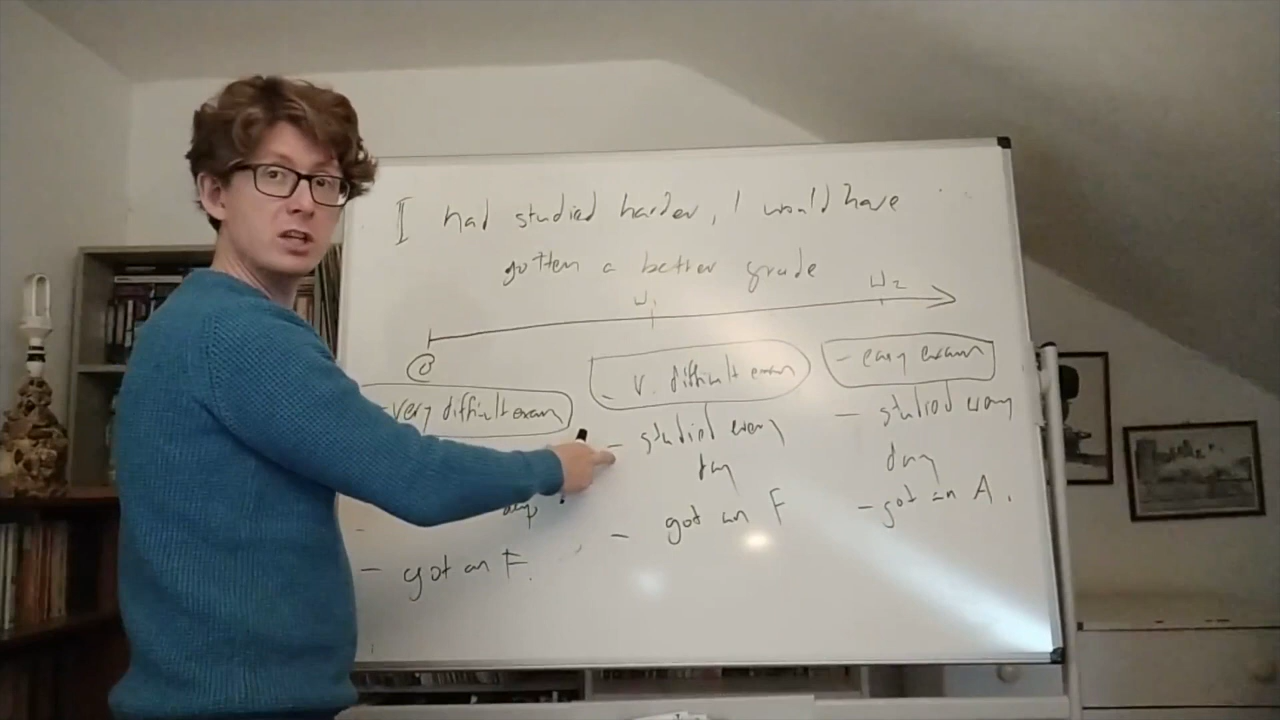 I had studied harder, I would have
gotten a better grade
w1 w2
@
- very difficult exam
- v. difficult exam
- easy exam
- studied every
day
- studied every
day
day
- got an F.
- got an F
- got an A.